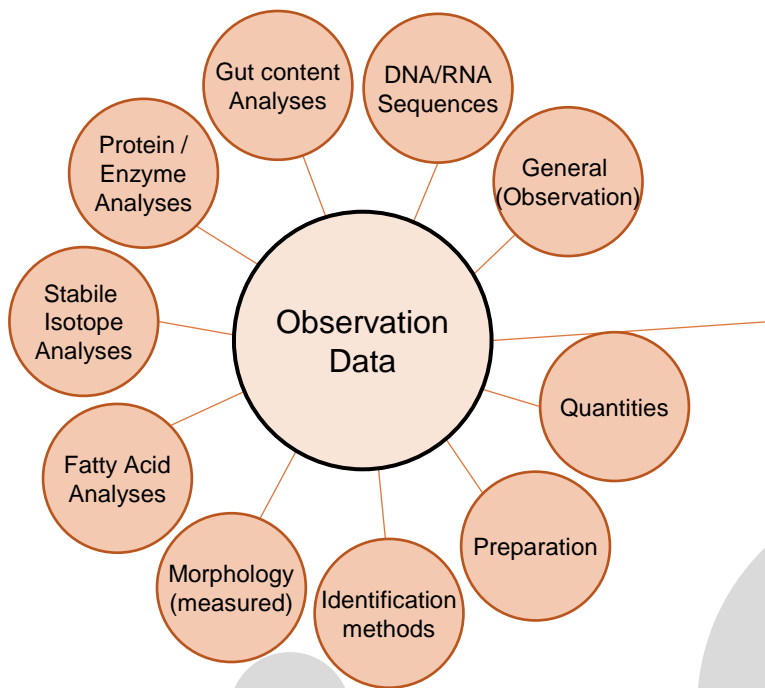 Gut content
Analyses
DNA/RNA
Sequences
Protein /
Enzyme
Analyses
General
(Observation)
Stabile
Isotope
Analyses
Observation
Data
Quantities
Fatty Acid
Analyses
Preparation
Morphology
(measured)
Identification
methods